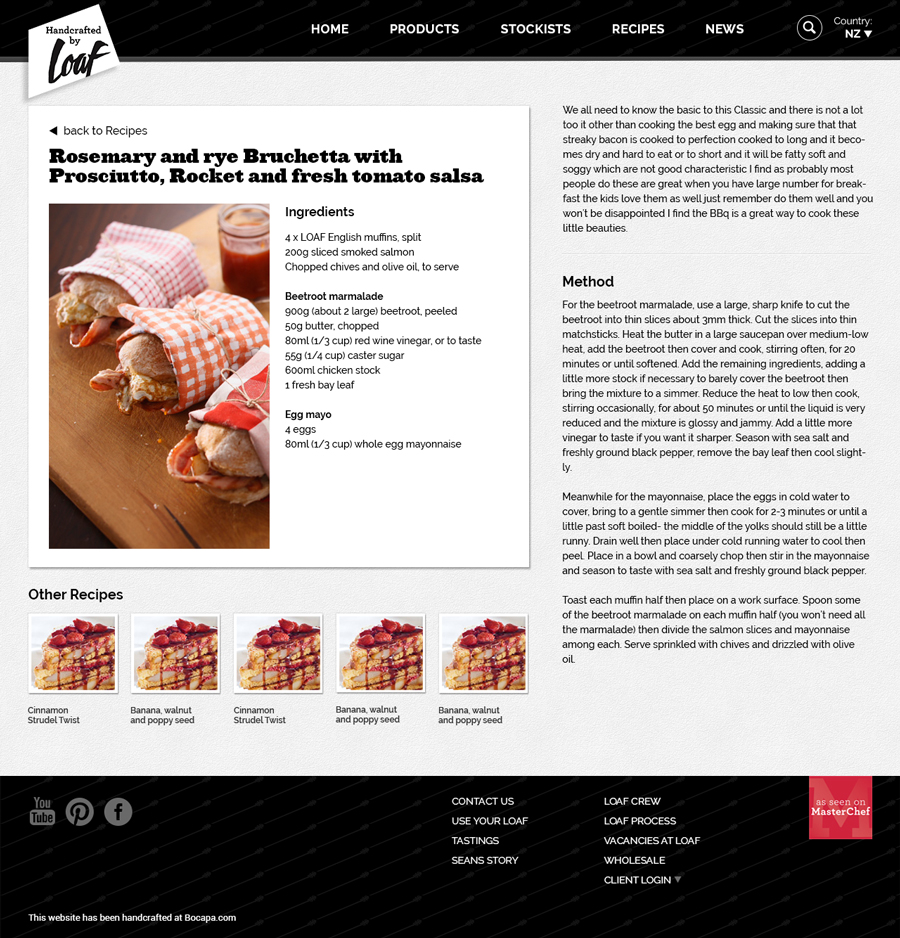 Handcrafted
by
Loaf
HOME PRODUCTS STOCKISTS RECIPES NEWS
Country:
NZ ▼
◀ back to Recipes
Rosemary and rye Bruchetta with
Prosciutto, Rocket and fresh tomato salsa
Ingredients
4 x LOAF English muffins, split
200g sliced smoked salmon
Chopped chives and olive oil, to serve
Beetroot marmalade
900g (about 2 large) beetroot, peeled
50g butter, chopped
80ml (1/3 cup) red wine vinegar, or to taste
55g (1/4 cup) caster sugar
600ml chicken stock
1 fresh bay leaf
Egg mayo
4 eggs
80ml (1/3 cup) whole egg mayonnaise
We all need to know the basic to this Classic and there is not a lot
too it other than cooking the best egg and making sure that that
streaky bacon is cooked to perfection cooked to long and it beco-
mes dry and hard to eat or to short and it will be fatty soft and
soggy which are not good characteristic I find as probably most
people do these are great when you have large number for break-
fast the kids love them as well just remember do them well and you
won't be disappointed I find the BBq is a great way to cook these
little beauties.
Method
For the beetroot marmalade, use a large, sharp knife to cut the
beetroot into thin slices about 3mm thick. Cut the slices into thin
matchsticks. Heat the butter in a large saucepan over medium-low
heat, add the beetroot then cover and cook, stirring often, for 20
minutes or until softened. Add the remaining ingredients, adding a
little more stock if necessary to barely cover the beetroot then
bring the mixture to a simmer. Reduce the heat to low then cook,
stirring occasionally, for about 50 minutes or until the liquid is very
reduced and the mixture is glossy and jammy. Add a little more
vinegar to taste if you want it sharper. Season with sea salt and
freshly ground black pepper, remove the bay leaf then cool slight-
ly.
Meanwhile for the mayonnaise, place the eggs in cold water to
cover, bring to a gentle simmer then cook for 2-3 minutes or until a
little past soft boiled- the middle of the yolks should still be a little
runny. Drain well then place under cold running water to cool then
peel. Place in a bowl and coarsely chop then stir in the mayonnaise
and season to taste with sea salt and freshly ground black pepper.
Toast each muffin half then place on a work surface. Spoon some
of the beetroot marmalade on each muffin half (you won't need all
the marmalade) then divide the salmon slices and mayonnaise
among each. Serve sprinkled with chives and drizzled with olive
oil.
Other Recipes
Cinnamon
Strudel Twist
Banana, walnut
and poppy seed
Cinnamon
Strudel Twist
Banana, walnut
and poppy seed
Banana, walnut
and poppy seed
You
Tube
CONTACT US
USE YOUR LOAF
TASTINGS
SEANS STORY
LOAF CREW
LOAF PROCESS
VACANCIES AT LOAF
WHOLESALE
CLIENT LOGIN ▼
as seen on
MasterChef
This website has been handcrafted at Bocapa.com